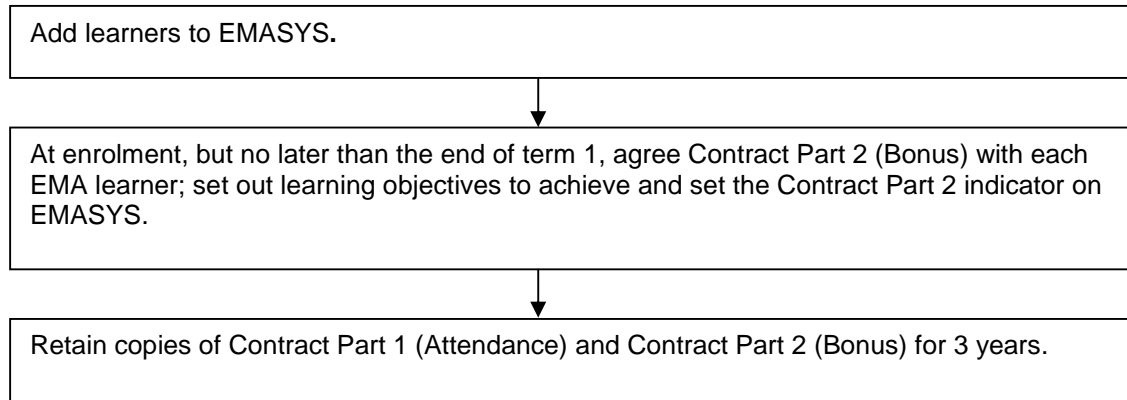 Add learners to EMASYS.
At enrolment, but no later than the end of term 1, agree Contract Part 2 (Bonus) with each
EMA learner; set out learning objectives to achieve and set the Contract Part 2 indicator on
EMASYS.
Retain copies of Contract Part 1 (Attendance) and Contract Part 2 (Bonus) for 3 years.